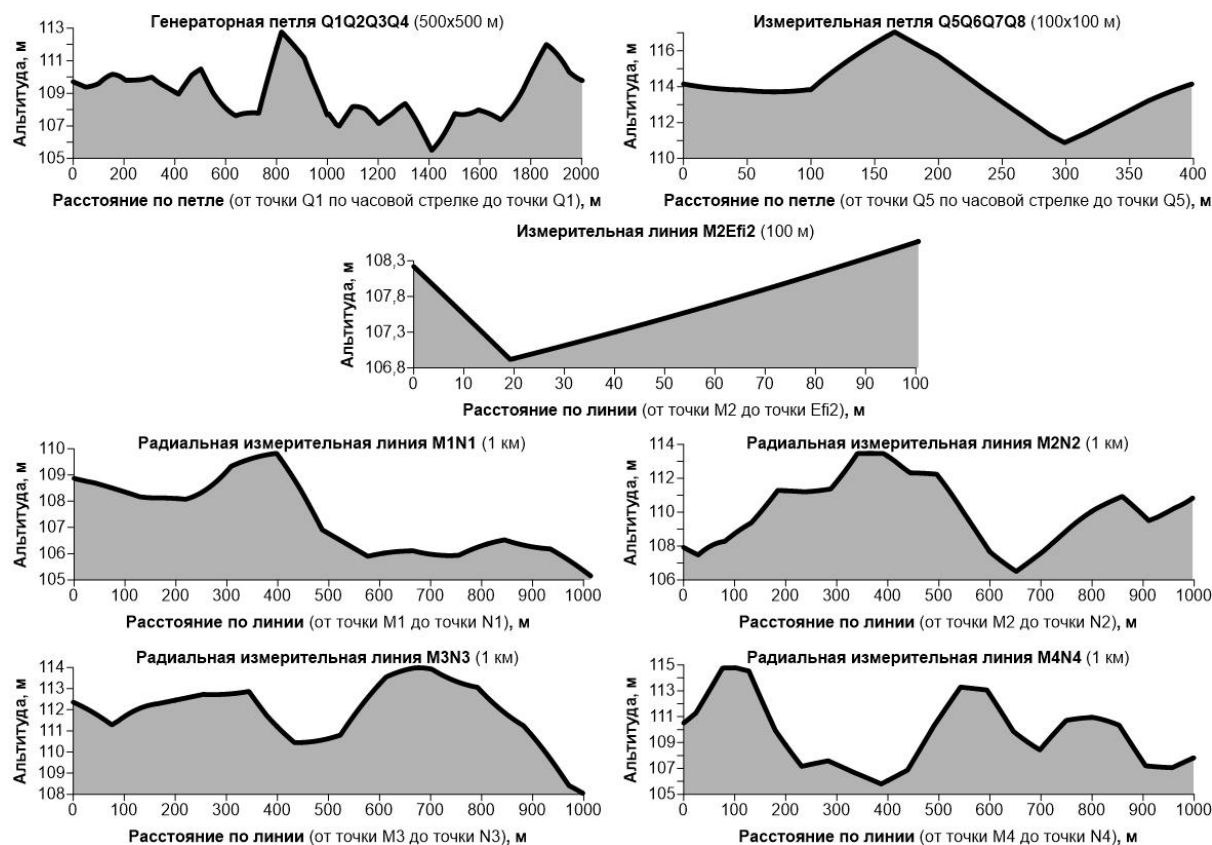 Генераторная петля Q1Q2Q3Q4 (500x500 м)
Альтитуда, м
113
111
109
107
105
0 200 400 600 800 1000 1200 1400 1600 1800 2000
Расстояние по петле (от точки Q1 по часовой стрелке до точки Q1), м
Измерительная петля Q5Q6Q7Q8 (100x100 м)
Альтитуда, м
116
114
112
110
0 50 100 150 200 250 300 350 400
Расстояние по петле (от точки Q5 по часовой стрелке до точки Q5), м
Измерительная линия M2Efi2 (100 м)
Альтитуда, м
108,3
107,8
107,3
106,8
0 10 20 30 40 50 60 70 80 90 100
Расстояние по линии (от точки M2 до точки Efi2), м
Радиальная измерительная линия M1N1 (1 км)
Альтитуда, м
110
109
108
106
105
0 100 200 300 400 500 600 700 800 900 1000
Расстояние по линии (от точки M1 до точки N1), м
Радиальная измерительная линия M2N2 (1 км)
Альтитуда, м
114
112
110
108
106
0 100 200 300 400 500 600 700 800 900 1000
Расстояние по линии (от точки M2 до точки N2), м
Радиальная измерительная линия M3N3 (1 км)
Альтитуда, м
114
113
112
110
109
108
0 100 200 300 400 500 600 700 800 900 1000
Расстояние по линии (от точки M3 до точки N3), м
Радиальная измерительная линия M4N4 (1 км)
Альтитуда, м
115
113
111
109
107
105
0 100 200 300 400 500 600 700 800 900 1000
Расстояние по линии (от точки M4 до точки N4), м